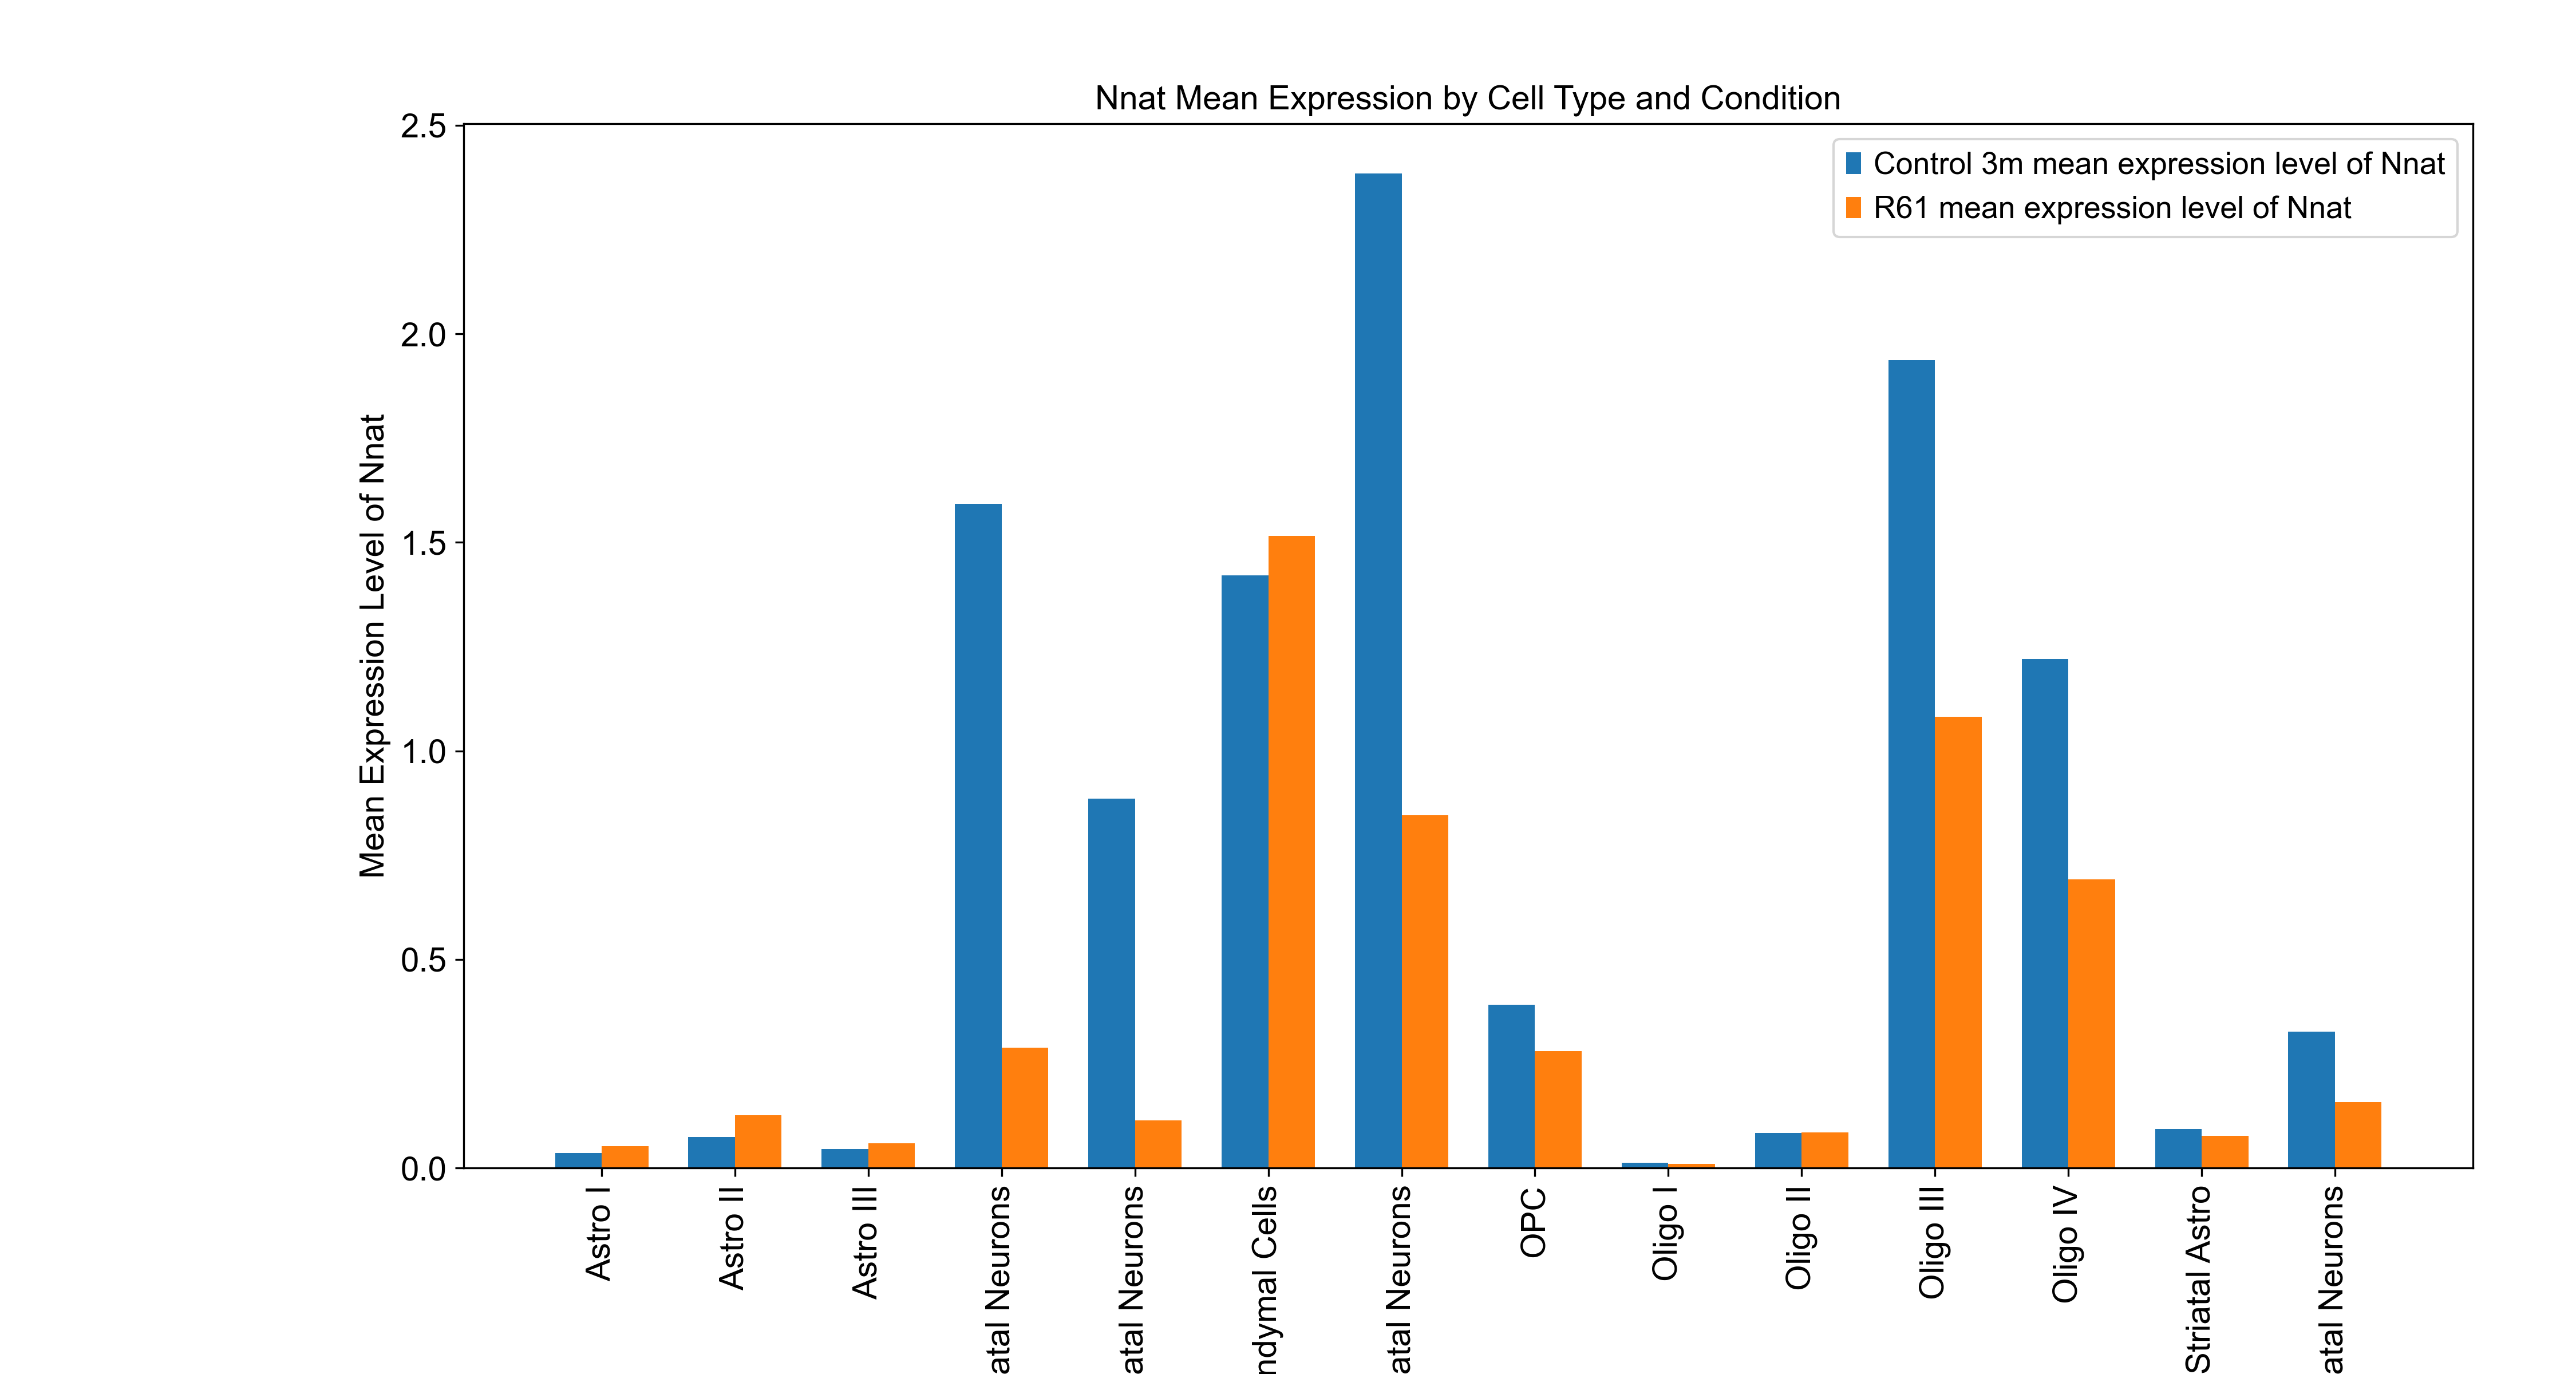 Nnat Mean Expression by Cell Type and Condition
Control 3m mean expression level of Nnat
R61 mean expression level of Nnat
Mean Expression Level of Nnat
2.5
2.0
1.5
1.0
0.5
0.0
Astro I
Astro II
Astro III
atal Neurons
atal Neurons
ndymal Cells
atal Neurons
OPC
Oligo I
Oligo II
Oligo III
Oligo IV
Striatal Astro
atal Neurons